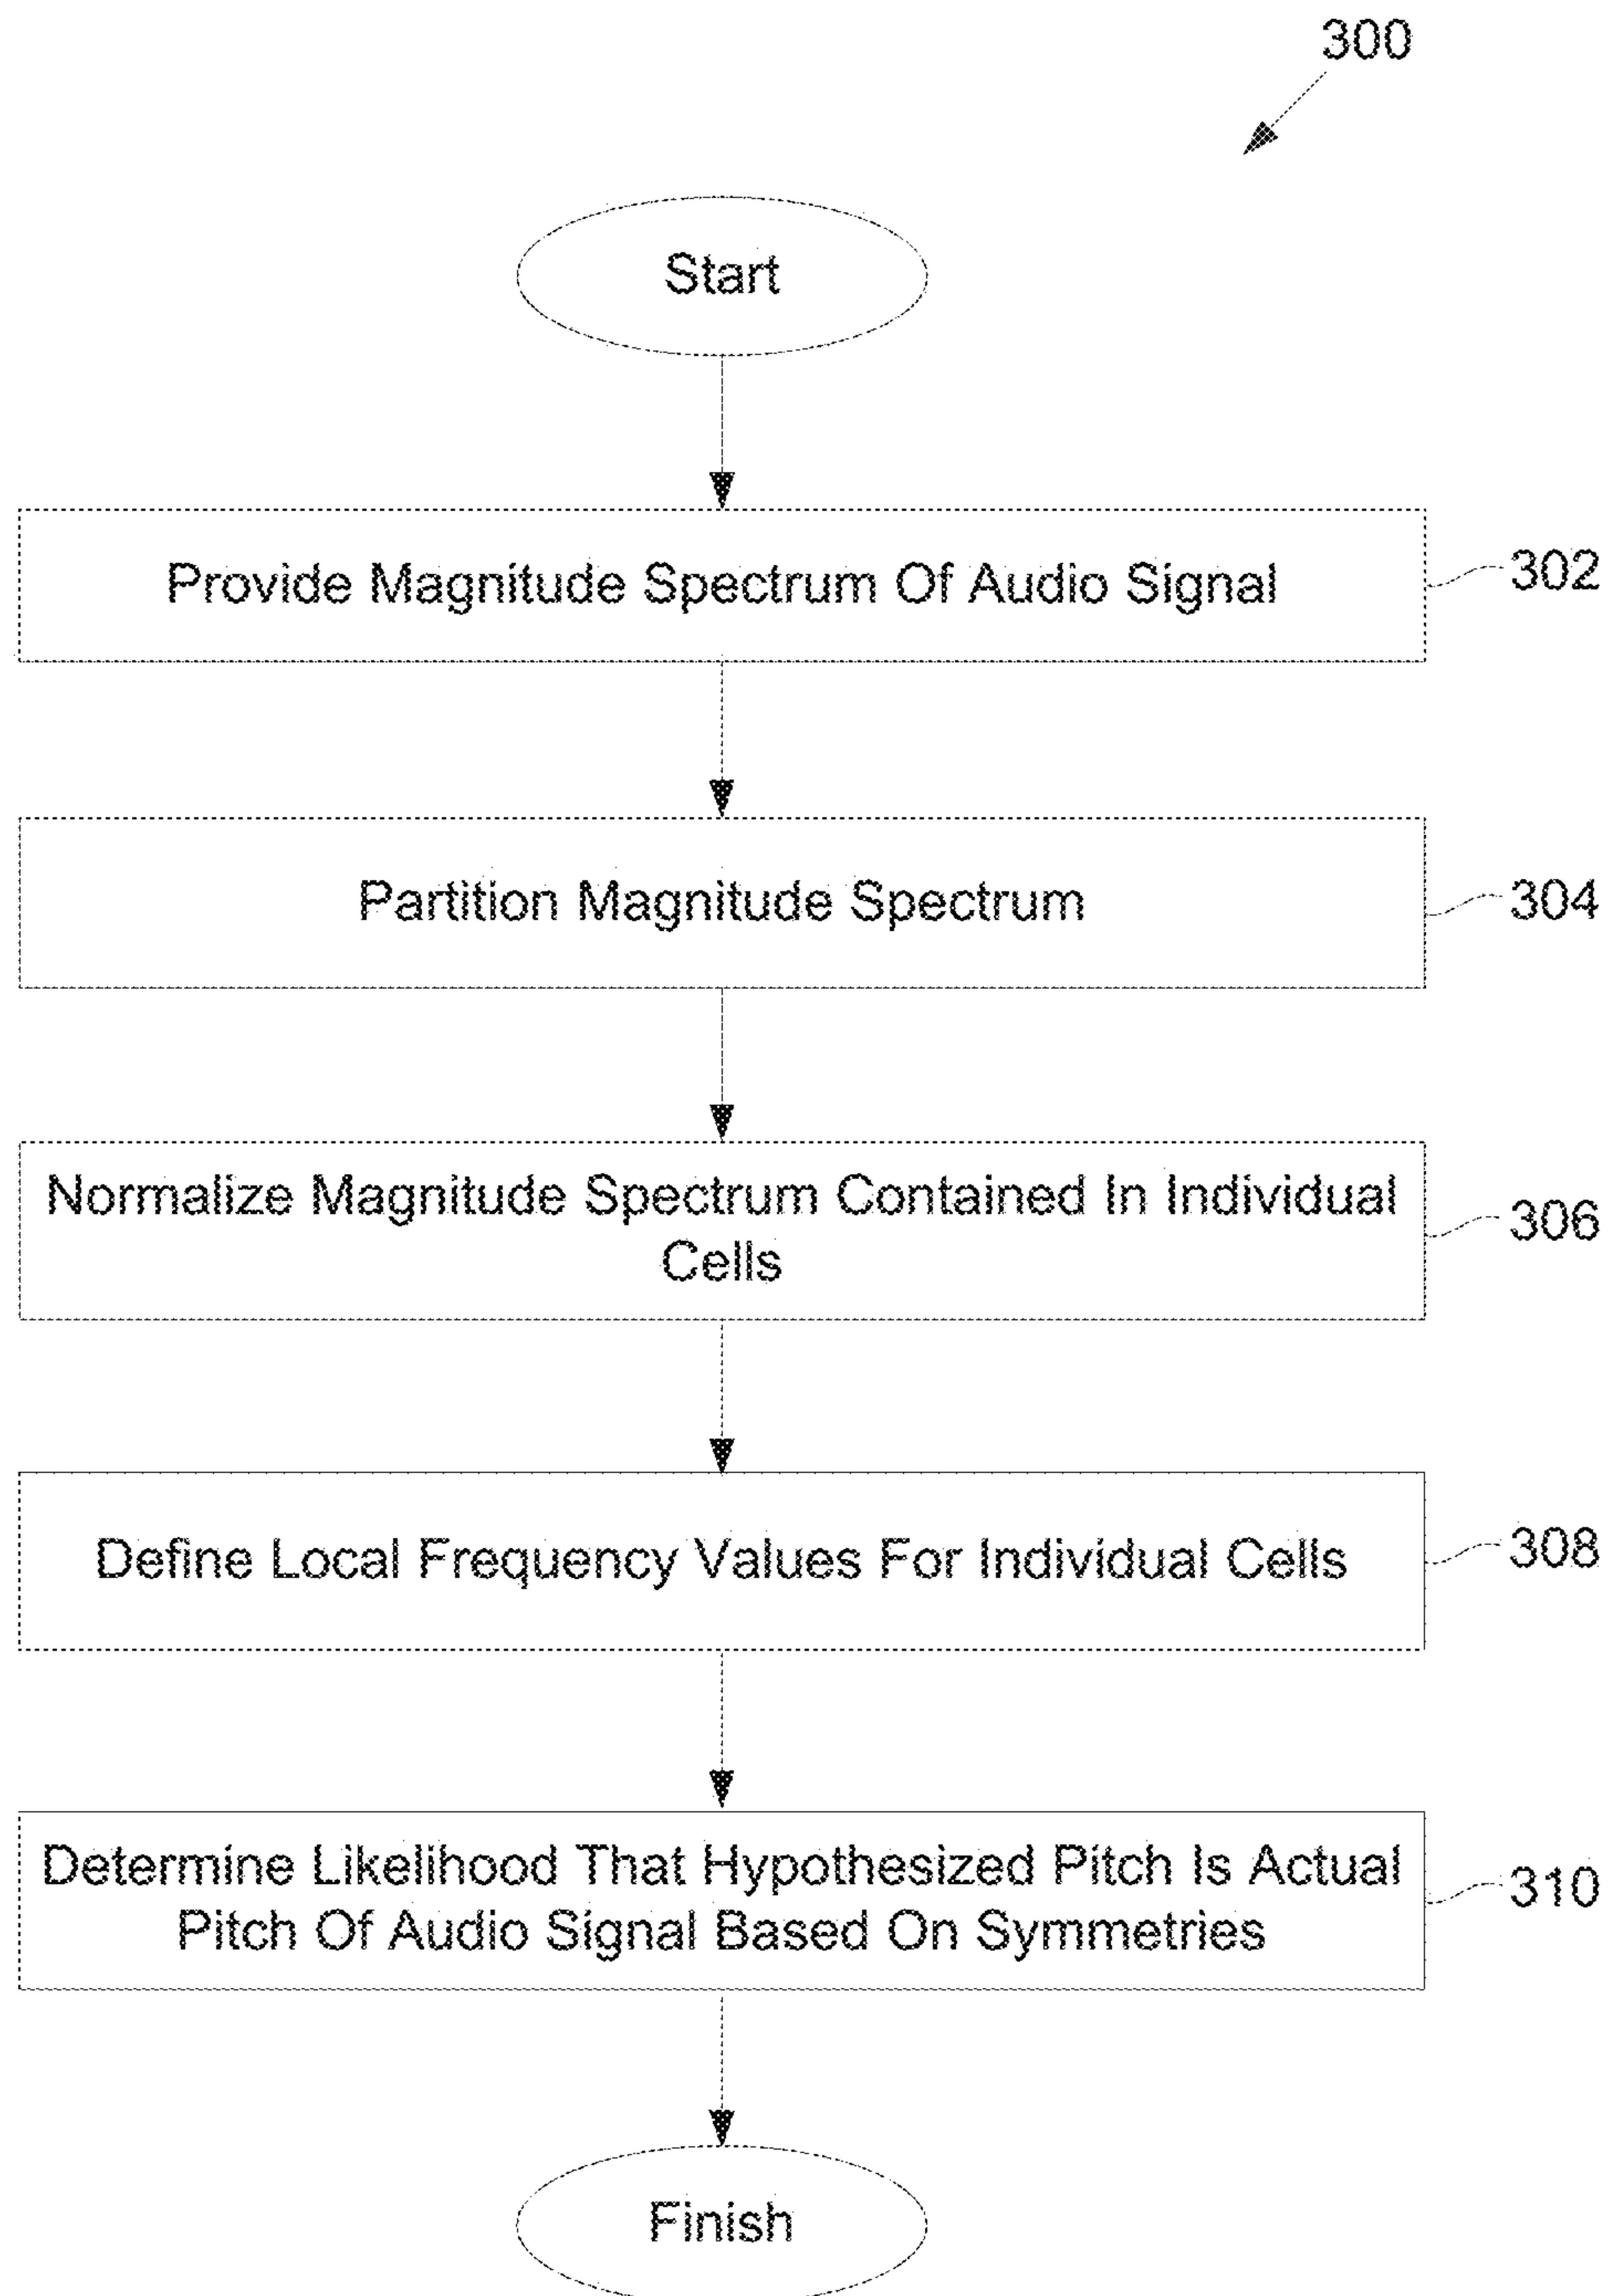 300
Start
Provide Magnitude Spectrum Of Audio Signal
302
Partition Magnitude Spectrum
304
Normalize Magnitude Spectrum Contained In Individual
Cells
306
Define Local Frequency Values For Individual Cells
308
Determine Likelihood That Hypothesized Pitch Is Actual
Pitch Of Audio Signal Based On Symmetries
310
Finish